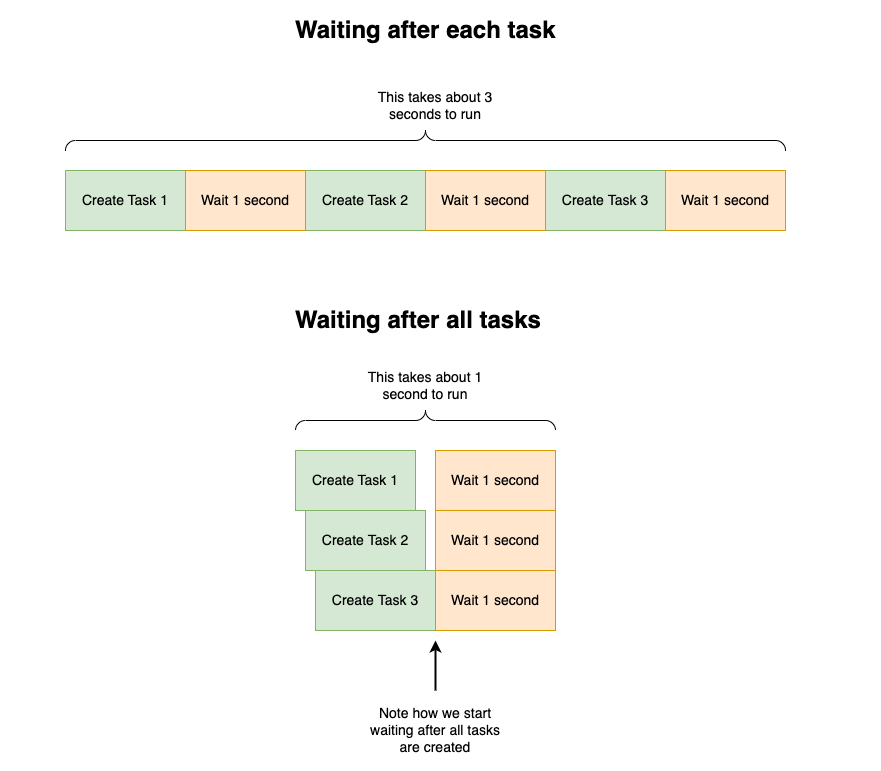 Waiting after each task
This takes about 3
seconds to run
Create Task 1
Wait 1 second
Create Task 2
Wait 1 second
Create Task 3
Wait 1 second
Waiting after all tasks
This takes about 1
second to run
Create Task 1
Wait 1 second
Create Task 2
Wait 1 second
Create Task 3
Wait 1 second
Note how we start
waiting after all tasks
are created